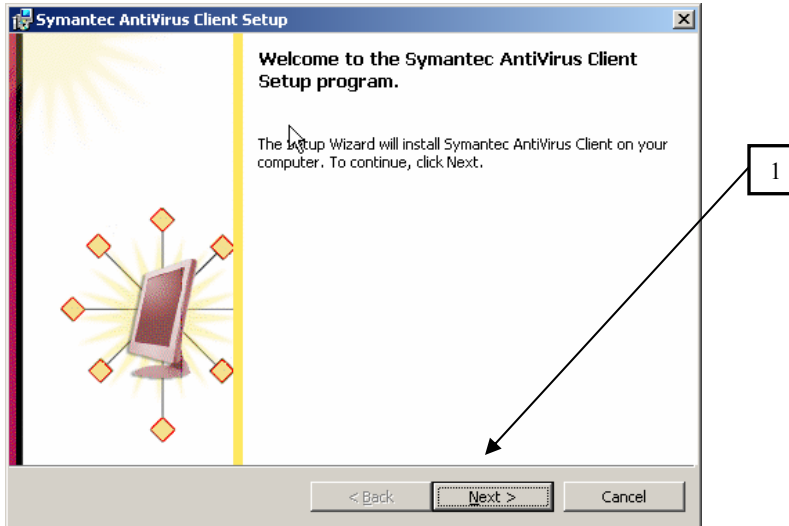 Symantec AntiVirus Client Setup
Welcome to the Symantec AntiVirus Client
Setup program.
The Setup Wizard will install Symantec AntiVirus Client on your
computer. To continue, click Next.
1
< Back
Next >
Cancel